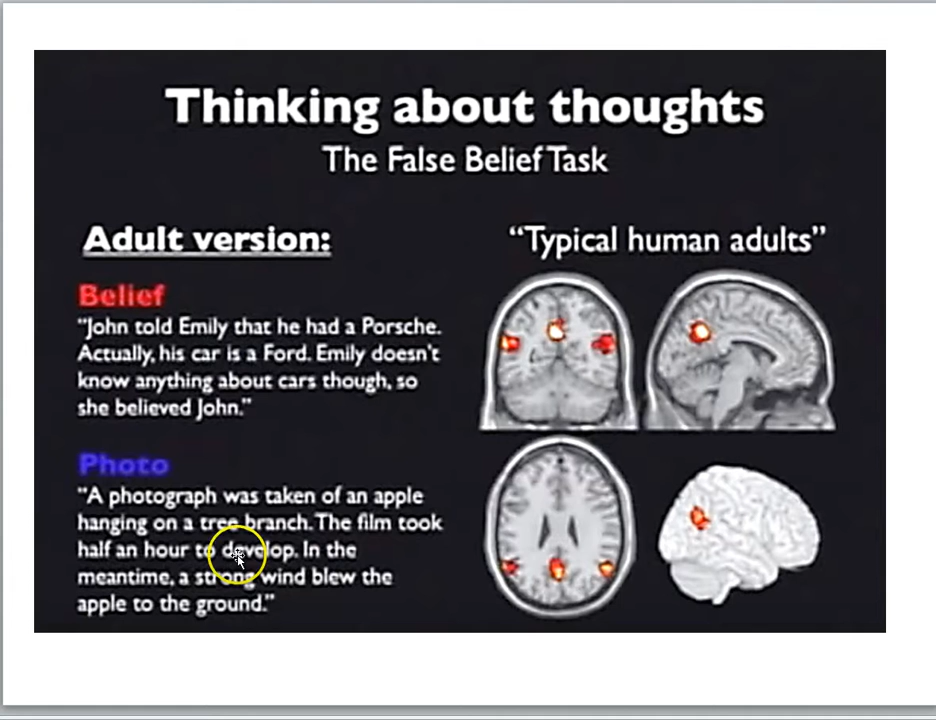 Thinking about thoughts
The False Belief Task
Adult version:
Belief
"John told Emily that he had a Porsche.
Actually, his car is a Ford. Emily doesn't
know anything about cars though, so
she believed John."
Photo
"A photograph was taken of an apple
hanging on a tree branch. The film took
half an hour to develop. In the
meantime, a strong wind blew the
apple to the ground."
"Typical human adults"